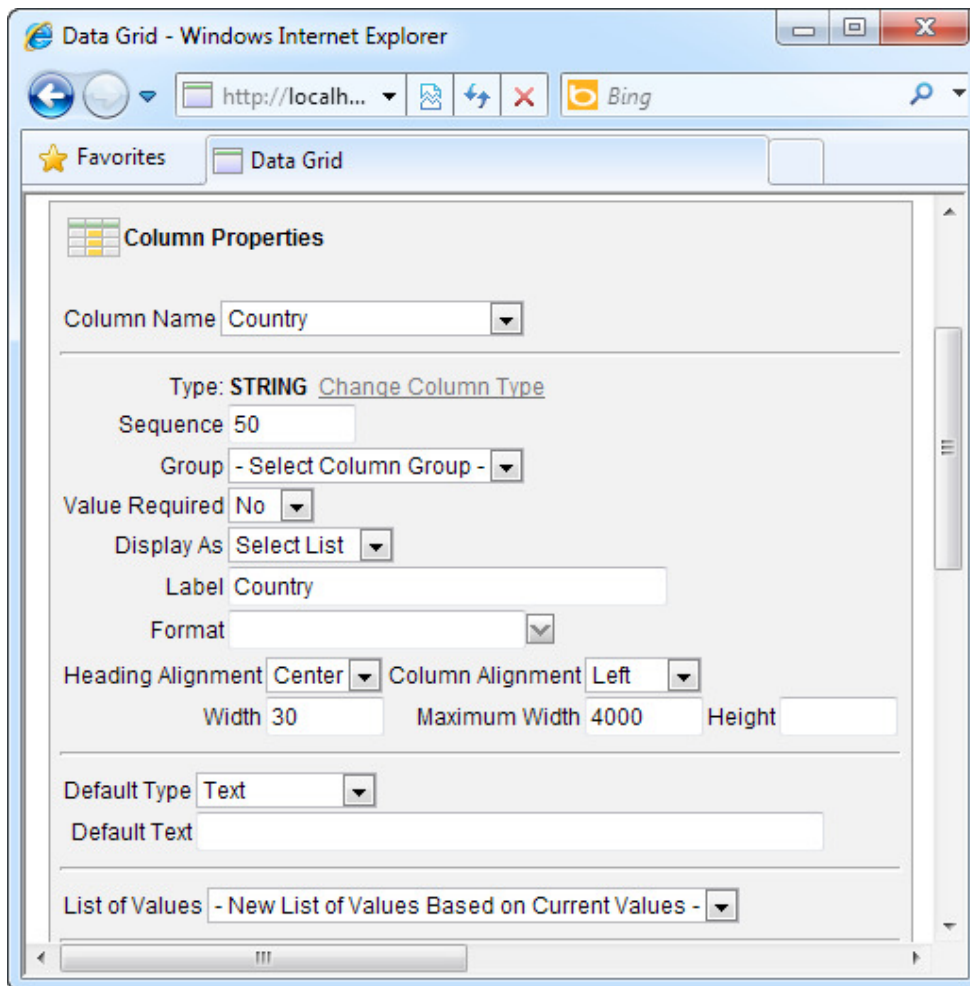 Data Grid - Windows Internet Explorer
http://localh... Bing
Favorites Data Grid
Column Properties
Column Name Country
Type: STRING Change Column Type
Sequence 50
Group - Select Column Group -
Value Required No
Display As Select List
Label Country
Format
Heading Alignment Center Column Alignment Left
Width 30 Maximum Width 4000 Height
Default Type Text
Default Text
List of Values - New List of Values Based on Current Values -